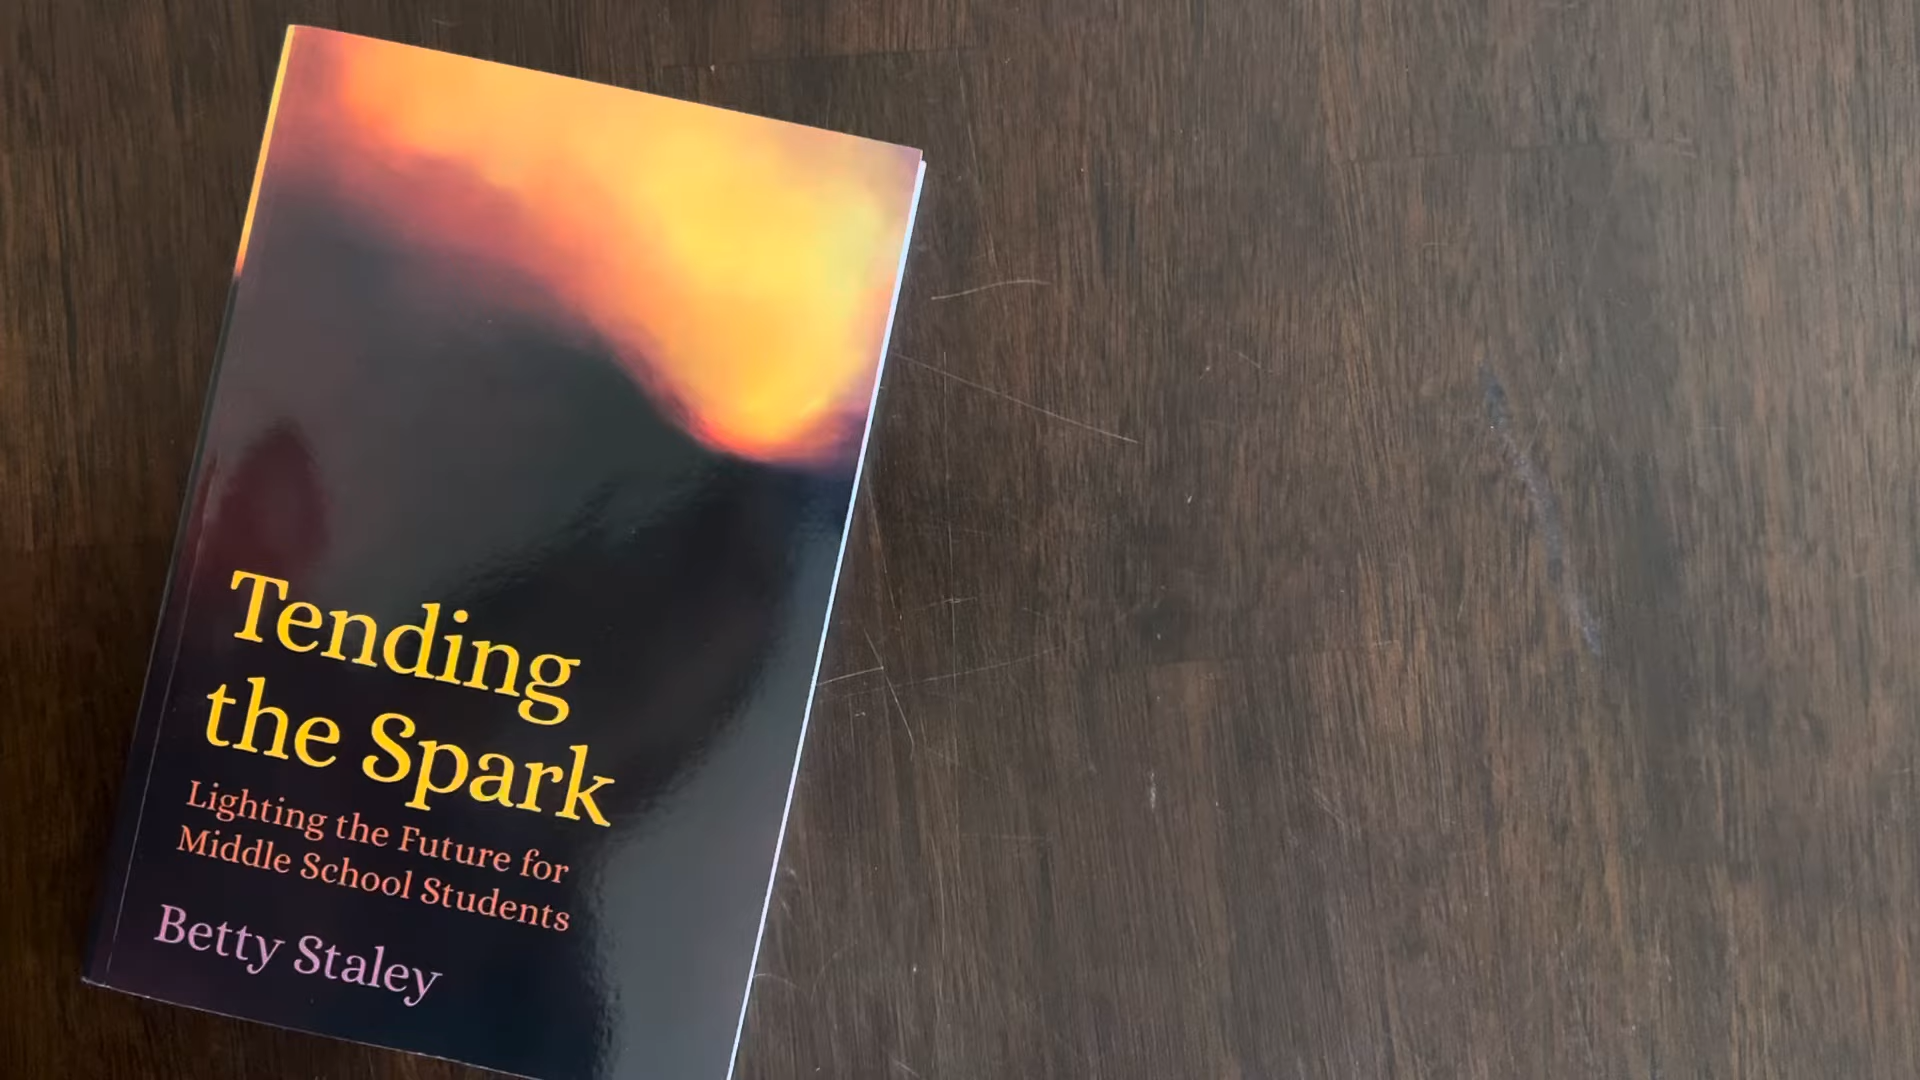 Tending
the Spark
Lighting the Future for
Middle School Students
Betty Staley